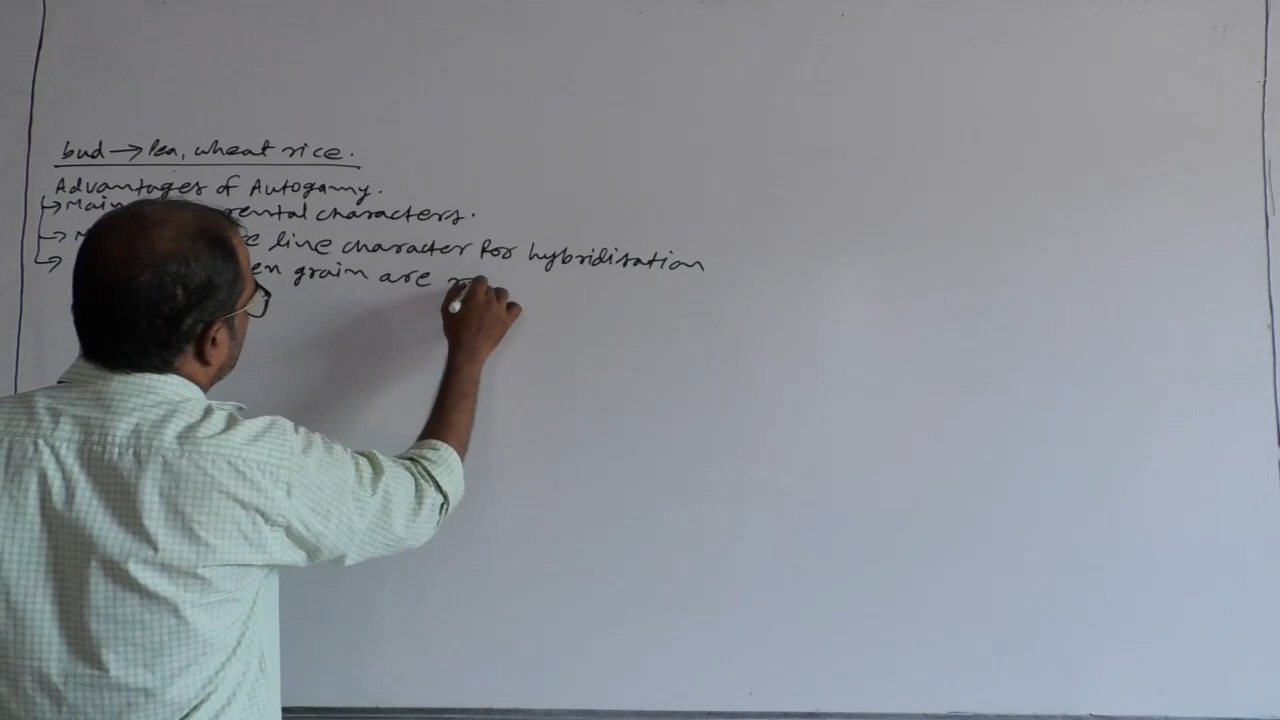 bud → Pea, wheat rice.
Advantages of Autogamy.
→ Main rental characters.
→ line character for hybridisation
→ en grain are